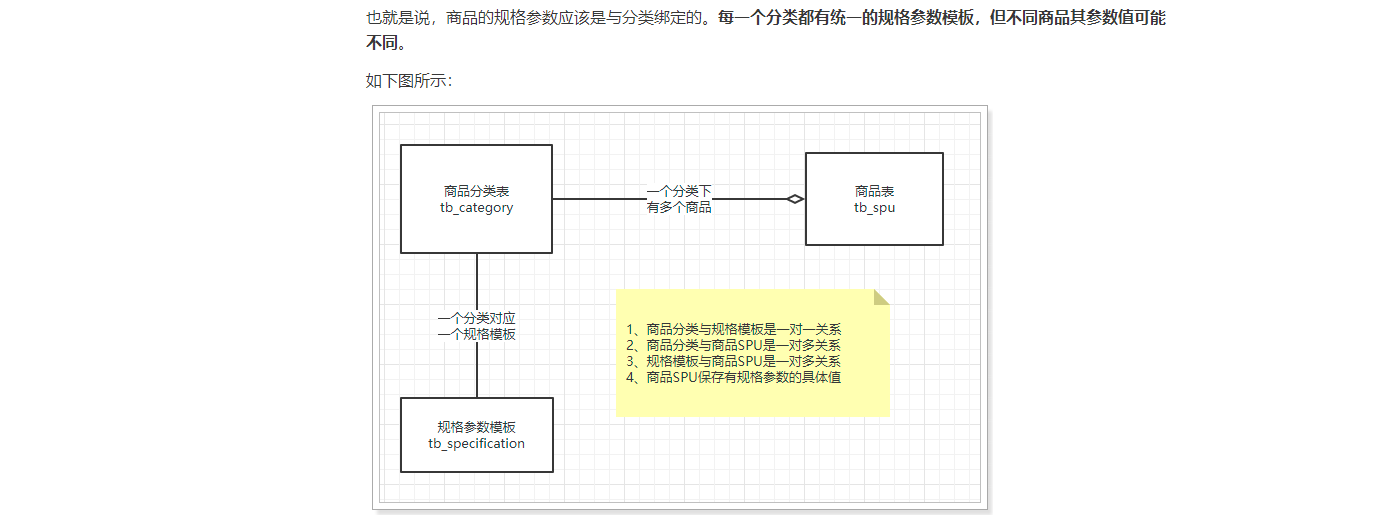 也就是说，商品的规格参数应该是与分类绑定的。每一个分类都有统一的规格参数模板，但不同商品其参数值可能
不同。
如下图所示：
商品分类表
tb_category
一个分类下
有多个商品
商品表
tb_spu
一个分类对应
一个规格模板
1、商品分类与规格模板是一对一关系
2、商品分类与商品SPU是一对多关系
3、规格模板与商品SPU是一对多关系
4、商品SPU保存有规格参数的具体值
规格参数模板
tb_specification